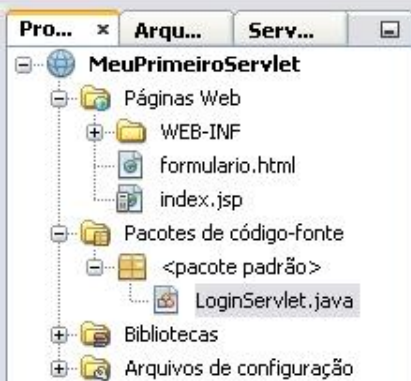 Pro... × Arqu... Serv...
MeuPrimeiroServlet
Páginas Web
WEB-INF
formulario.html
index.jsp
Pacotes de código-fonte
<pacote padrão>
LoginServlet.java
Bibliotecas
Arquivos de configuração